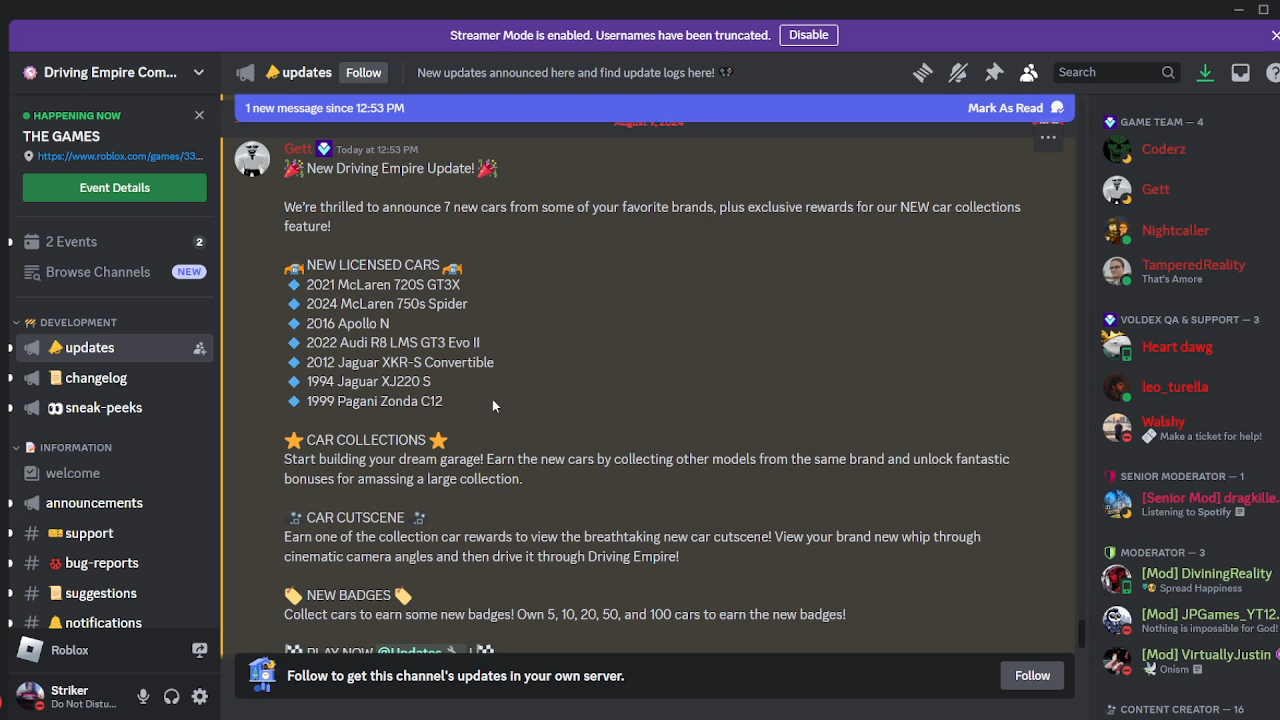 Streamer Mode is enabled. Usernames have been truncated.
Disable
Driving Empire Com...
updates
Follow
New updates announced here and find update logs here!
Search
HAPPENING NOW
THE GAMES
https://www.roblox.com/games/33...
Event Details
2 Events
2
Browse Channels
NEW
DEVELOPMENT
updates
changelog
sneak-peeks
INFORMATION
welcome
announcements
support
bug-reports
suggestions
notifications
Roblox
Striker
Do Not Distu...
1 new message since 12:53 PM
Mark As Read
August 9, 2024
Gett
Today at 12:53 PM
New Driving Empire Update!
We're thrilled to announce 7 new cars from some of your favorite brands, plus exclusive rewards for our NEW car collections
feature!
NEW LICENSED CARS
2021 McLaren 720S GT3X
2024 McLaren 750s Spider
2016 Apollo N
2022 Audi R8 LMS GT3 Evo II
2012 Jaguar XKR-S Convertible
1994 Jaguar XJ220 S
1999 Pagani Zonda C12
CAR COLLECTIONS
Start building your dream garage! Earn the new cars by collecting other models from the same brand and unlock fantastic
bonuses for amassing a large collection.
CAR CUTSCENE
Earn one of the collection car rewards to view the breathtaking new car cutscene! View your brand new whip through
cinematic camera angles and then drive it through Driving Empire!
NEW BADGES
Collect cars to earn some new badges! Own 5, 10, 20, 50, and 100 cars to earn the new badges!
PLAY NOW @Updates !
Follow to get this channel's updates in your own server.
Follow
GAME TEAM — 4
Coderz
Gett
Nightcaller
TamperedReality
That's Amore
VOLDEX QA & SUPPORT — 3
Heart dawg
leo_turella
Walshy
Make a ticket for help!
SENIOR MODERATOR — 1
[Senior Mod] dragkille.
Listening to Spotify
MODERATOR — 3
[Mod] DiviningReality
Spread Happiness
[Mod] JPGames_YT12.
Nothing is impossible for God!
[Mod] VirtuallyJustin
Onism
CONTENT CREATOR — 16